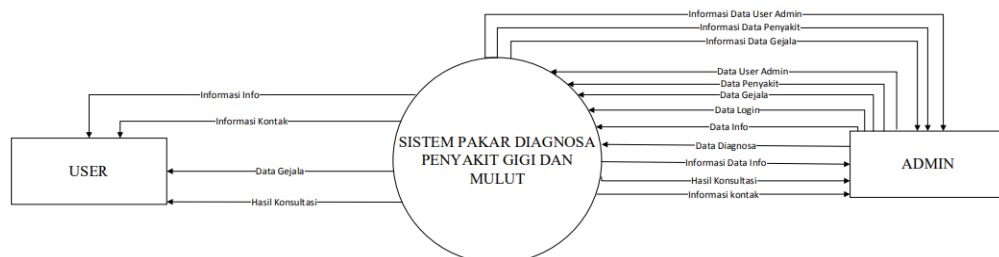 Informasi Data User Admin
Informasi Data Penyakit
Informasi Data Gejala
Data User Admin
Data Penyakit
Data Gejala
Data Login
Data Info
Data Diagnosa
Informasi Data Info
Hasil Konsultasi
Informasi kontak
Informasi Info
Informasi Kontak
Data Gejala
Hasil Konsultasi
USER
SISTEM PAKAR DIAGNOSA
PENYAKIT GIGI DAN
MULUT
ADMIN